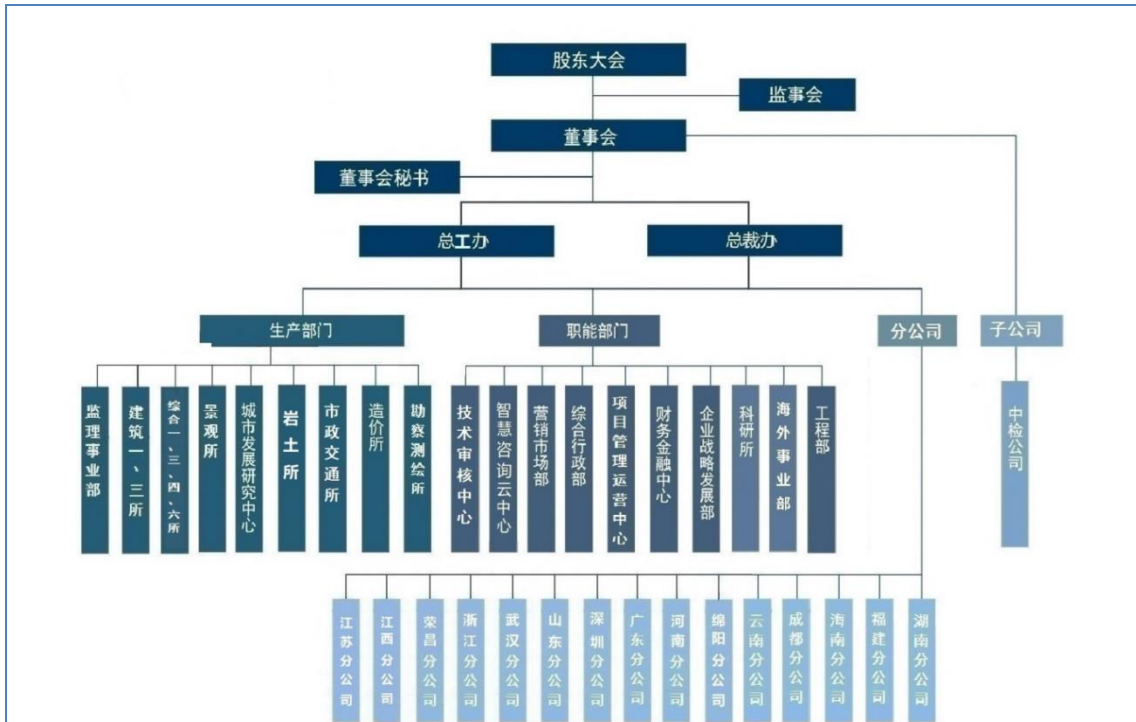 股东大会
监事会
董事会
董事会秘书
总工办
总裁办
生产部门
职能部门
分公司
子公司
监理事业部
建筑一、三所
综合一、三、四、六所
景观所
城市发展研究中心
岩土所
市政交通所
造价所
勘察测绘所
技术审核中心
智慧咨询云中心
营销市场部
综合行政部
项目管理运营中心
财务金融中心
企业战略发展部
科研所
海外事业部
工程部
中检公司
江苏分公司
江西分公司
荣昌分公司
浙江分公司
武汉分公司
山东分公司
深圳分公司
广东分公司
河南分公司
绵阳分公司
云南分公司
成都分公司
海南分公司
福建分公司
湖南分公司